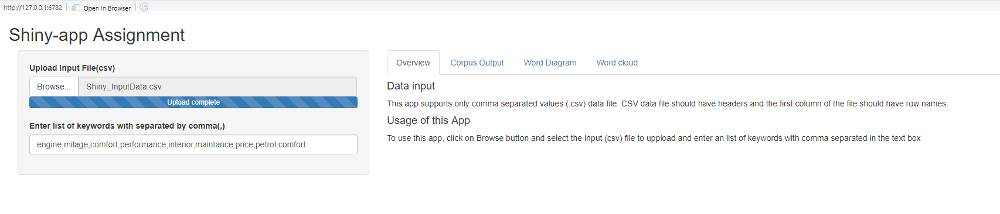 http://127.0.0.1:6782 Open in Browser
Shiny-app Assignment
Upload Input File(csv)
Browse... Shiny_InputData.csv
Upload complete
Enter list of keywords with separated by comma(,)
engine,milage,comfort,performance,interior,maintance,price,petrol,comfort
Overview Corpus Output Word Diagram Word cloud
Data input
This app supports only comma separated values (.csv) data file. CSV data file should have headers and the first column of the file should have row names.
Usage of this App
To use this app, click on Browse button and select the input (csv) file to uppload and enter an list of keywords with comma separated in the text box